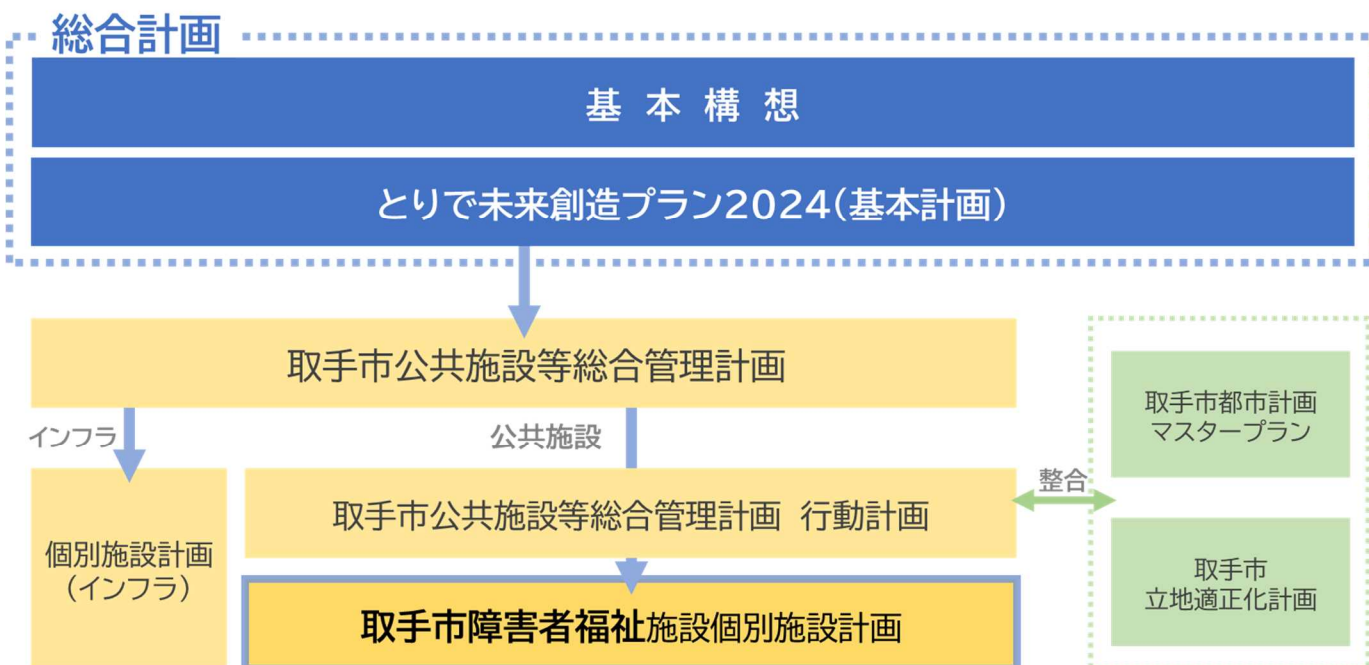 総合計画
基本構想
とりで未来創造プラン2024(基本計画)
取手市公共施設等総合管理計画
インフラ
公共施設
取手市都市計画
マスタープラン
整合
取手市公共施設等総合管理計画 行動計画
個別施設計画
(インフラ)
取手市
立地適正化計画
取手市障害者福祉施設個別施設計画